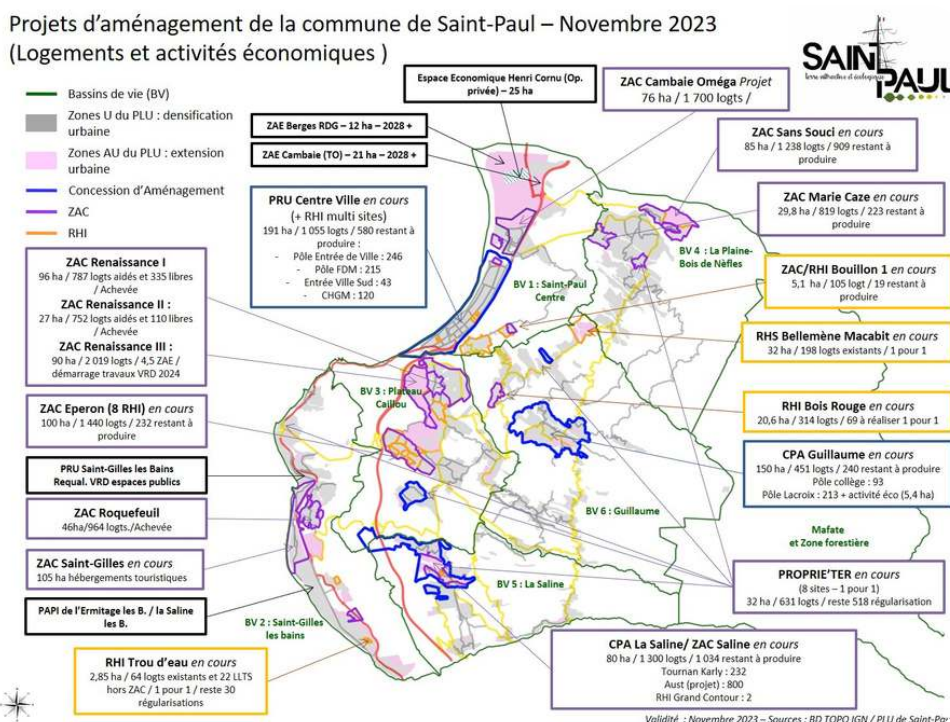 Projets d'aménagement de la commune de Saint-Paul – Novembre 2023
(Logements et activités économiques )
SAINT
Terre attractive et écologique
PAUL
Bassins de vie (BV)
Zones U du PLU : densification
urbaine
Zones AU du PLU : extension
urbaine
Concession d'Aménagement
ZAC
RHI
Espace Economique Henri Cornu (Op.
privée) – 25 ha
ZAE Berges RDG – 12 ha – 2028 +
ZAE Cambaie (TO) – 21 ha – 2028 +
ZAC Cambaie Oméga Projet
76 ha / 1 700 logts /
ZAC Sans Souci en cours
85 ha / 1 238 logts / 909 restant à
produire
ZAC Marie Caze en cours
29,8 ha / 819 logts / 223 restant à
produire
PRU Centre Ville en cours
(+ RHI multi sites)
191 ha / 1 055 logts / 580 restant à
produire :
- Pôle Entrée de Ville : 246
- Pôle FDM : 215
- Entrée Ville Sud : 43
- CHGM : 120
ZAC/RHI Bouillon 1 en cours
5,1 ha / 105 logt / 19 restant à
produire
RHS Bellemène Macabit en cours
32 ha / 198 logts existants / 1 pour 1
RHI Bois Rouge en cours
20,6 ha / 314 logts / 69 à réaliser 1 pour 1
CPA Guillaume en cours
150 ha / 451 logts / 240 restant à produire
Pôle collège : 93
Pôle Lacroix : 213 + activité éco (5,4 ha)
ZAC Renaissance I
96 ha / 787 logts aidés et 335 libres
/ Achevée
ZAC Renaissance II :
27 ha / 752 logts aidés et 110 libres
/ Achevée
ZAC Renaissance III :
90 ha / 2 019 logts / 4,5 ZAE /
démarrage travaux VRD 2024
ZAC Eperon (8 RHI) en cours
100 ha / 1 440 logts / 232 restant à
produire
PRU Saint-Gilles les Bains
Requal. VRD espaces publics
ZAC Roquefeuil
46ha/964 logts./Achevée
ZAC Saint-Gilles en cours
105 ha hébergements touristiques
PAPI de l'Ermitage les B. / la Saline
les B.
RHI Trou d'eau en cours
2,85 ha / 64 logts existants et 22 LLTS
hors ZAC / 1 pour 1 / reste 30
régularisations
BV 4 : La Plaine-
Bois de Nèfles
BV 1 : Saint-Paul
Centre
BV 3 : Plateau
Caillou
BV 6 : Guillaume
BV 5 : La Saline
BV 2 : Saint-Gilles
les bains
Mafate
et Zone forestière
PROPRIE'TER en cours
(8 sites – 1 pour 1)
32 ha / 631 logts / reste 518 régularisation
CPA La Saline/ ZAC Saline en cours
80 ha / 1 300 logts / 1 034 restant à produire
Tournan Karly : 232
Aust (projet) : 800
RHI Grand Contour : 2
Validité : Novembre 2023 – Sources : BD TOPO IGN / PLU de Saint-Pau